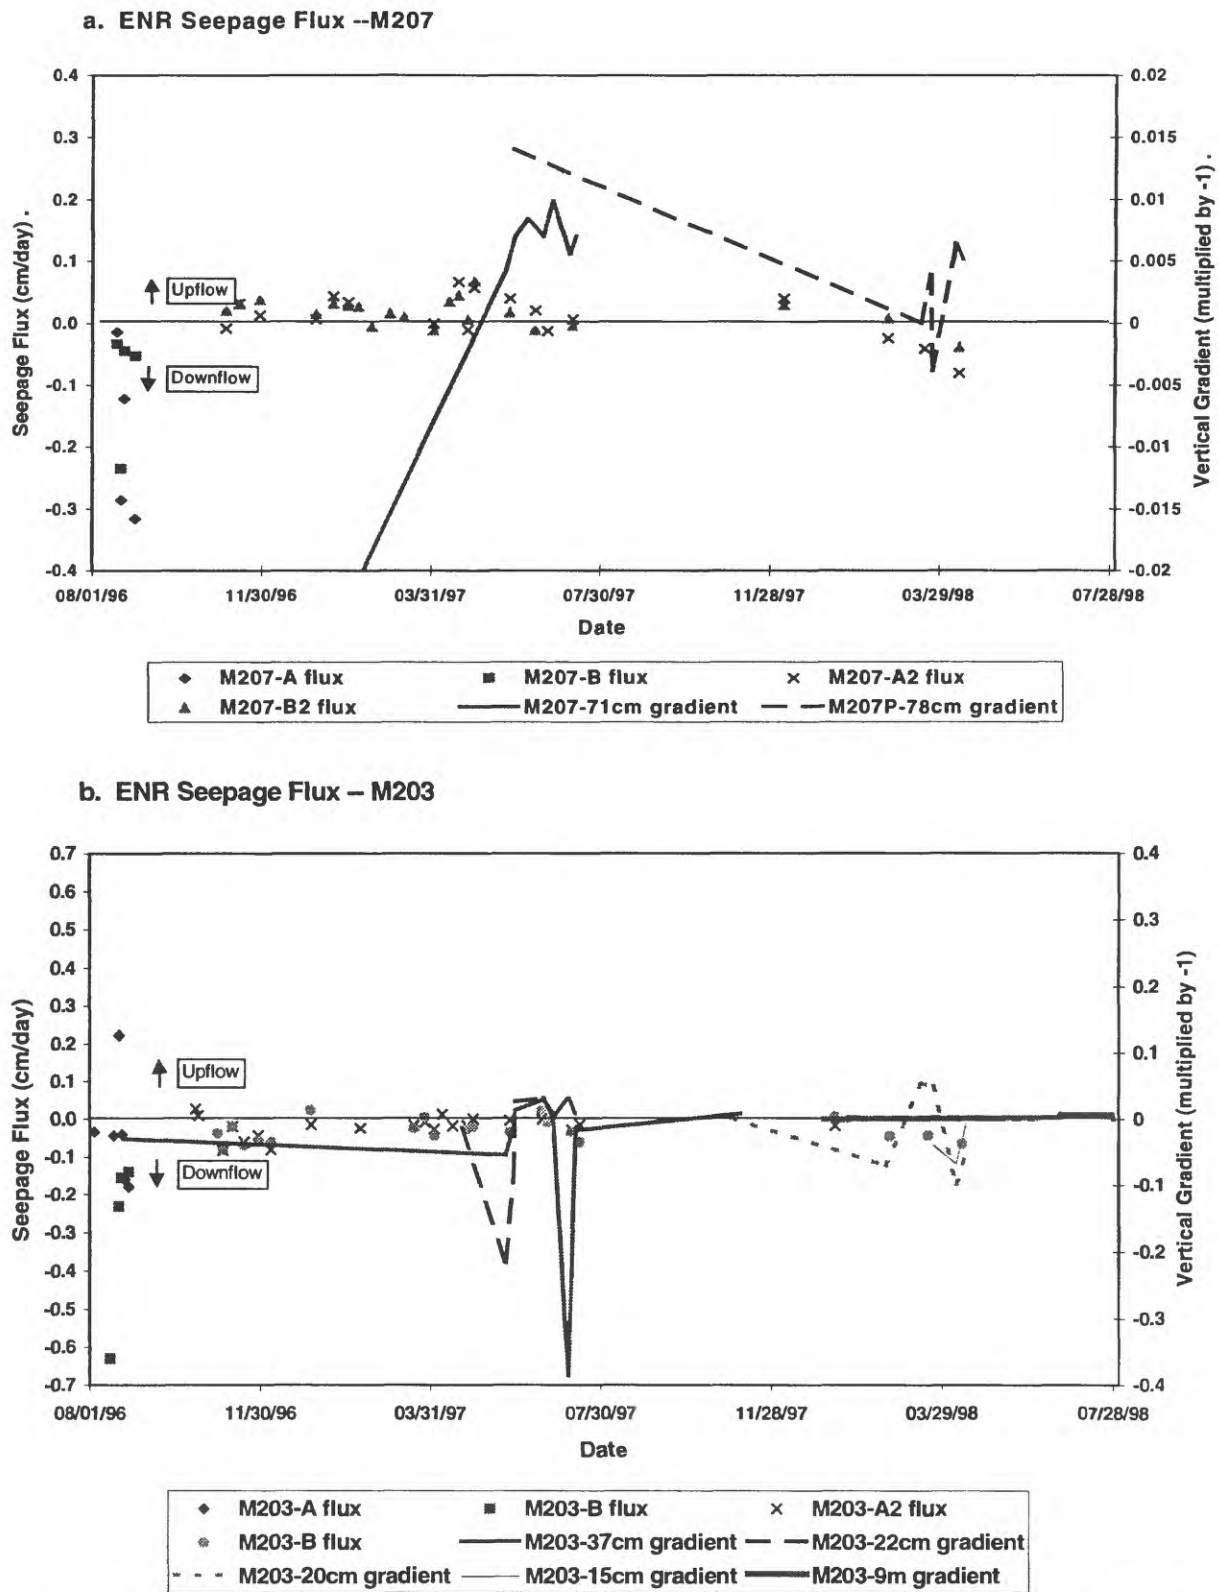 a. ENR Seepage Flux --M207
0.4
0.3
0.2
0.1
0.0
-0.1
-0.2
-0.3
-0.4
Seepage Flux (cm/day) .
0.02
0.015
0.01
0.005
0
-0.005
-0.01
-0.015
-0.02
Vertical Gradient (multiplied by -1) .
Upflow
Downflow
08/01/96 11/30/96 03/31/97 07/30/97 11/28/97 03/29/98 07/28/98
Date
M207-A flux M207-B flux M207-A2 flux
M207-B2 flux M207-71cm gradient M207P-78cm gradient
b. ENR Seepage Flux – M203
0.7
0.6
0.5
0.4
0.3
0.2
0.1
0.0
-0.1
-0.2
-0.3
-0.4
-0.5
-0.6
-0.7
Seepage Flux (cm/day)
0.4
0.3
0.2
0.1
0
-0.1
-0.2
-0.3
-0.4
Vertical Gradient (multiplied by -1)
Upflow
Downflow
08/01/96 11/30/96 03/31/97 07/30/97 11/28/97 03/29/98 07/28/98
Date
M203-A flux M203-B flux M203-A2 flux
M203-B flux M203-37cm gradient M203-22cm gradient
M203-20cm gradient M203-15cm gradient M203-9m gradient